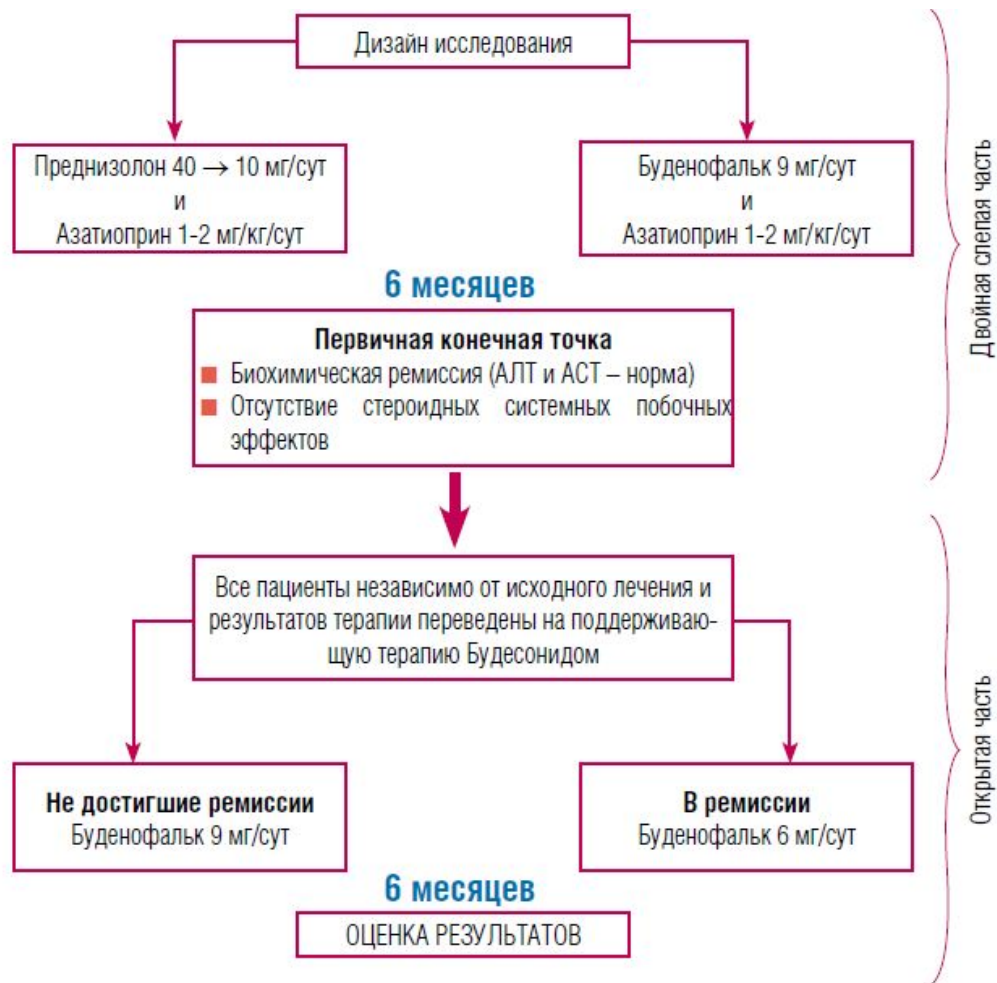 Дизайн исследования
Преднизолон 40 → 10 мг/сут
и
Азатиоприн 1-2 мг/кг/сут
Буденофальк 9 мг/сут
и
Азатиоприн 1-2 мг/кг/сут
6 месяцев
Первичная конечная точка
■ Биохимическая ремиссия (АЛТ и АСТ – норма)
■ Отсутствие стероидных системных побочных
эффектов
Двойная слепая часть
Все пациенты независимо от исходного лечения и
результатов терапии переведены на поддерживаю-
щую терапию Будесонидом
Не достигшие ремиссии
Буденофальк 9 мг/сут
В ремиссии
Буденофальк 6 мг/сут
Открытая часть
6 месяцев
ОЦЕНКА РЕЗУЛЬТАТОВ